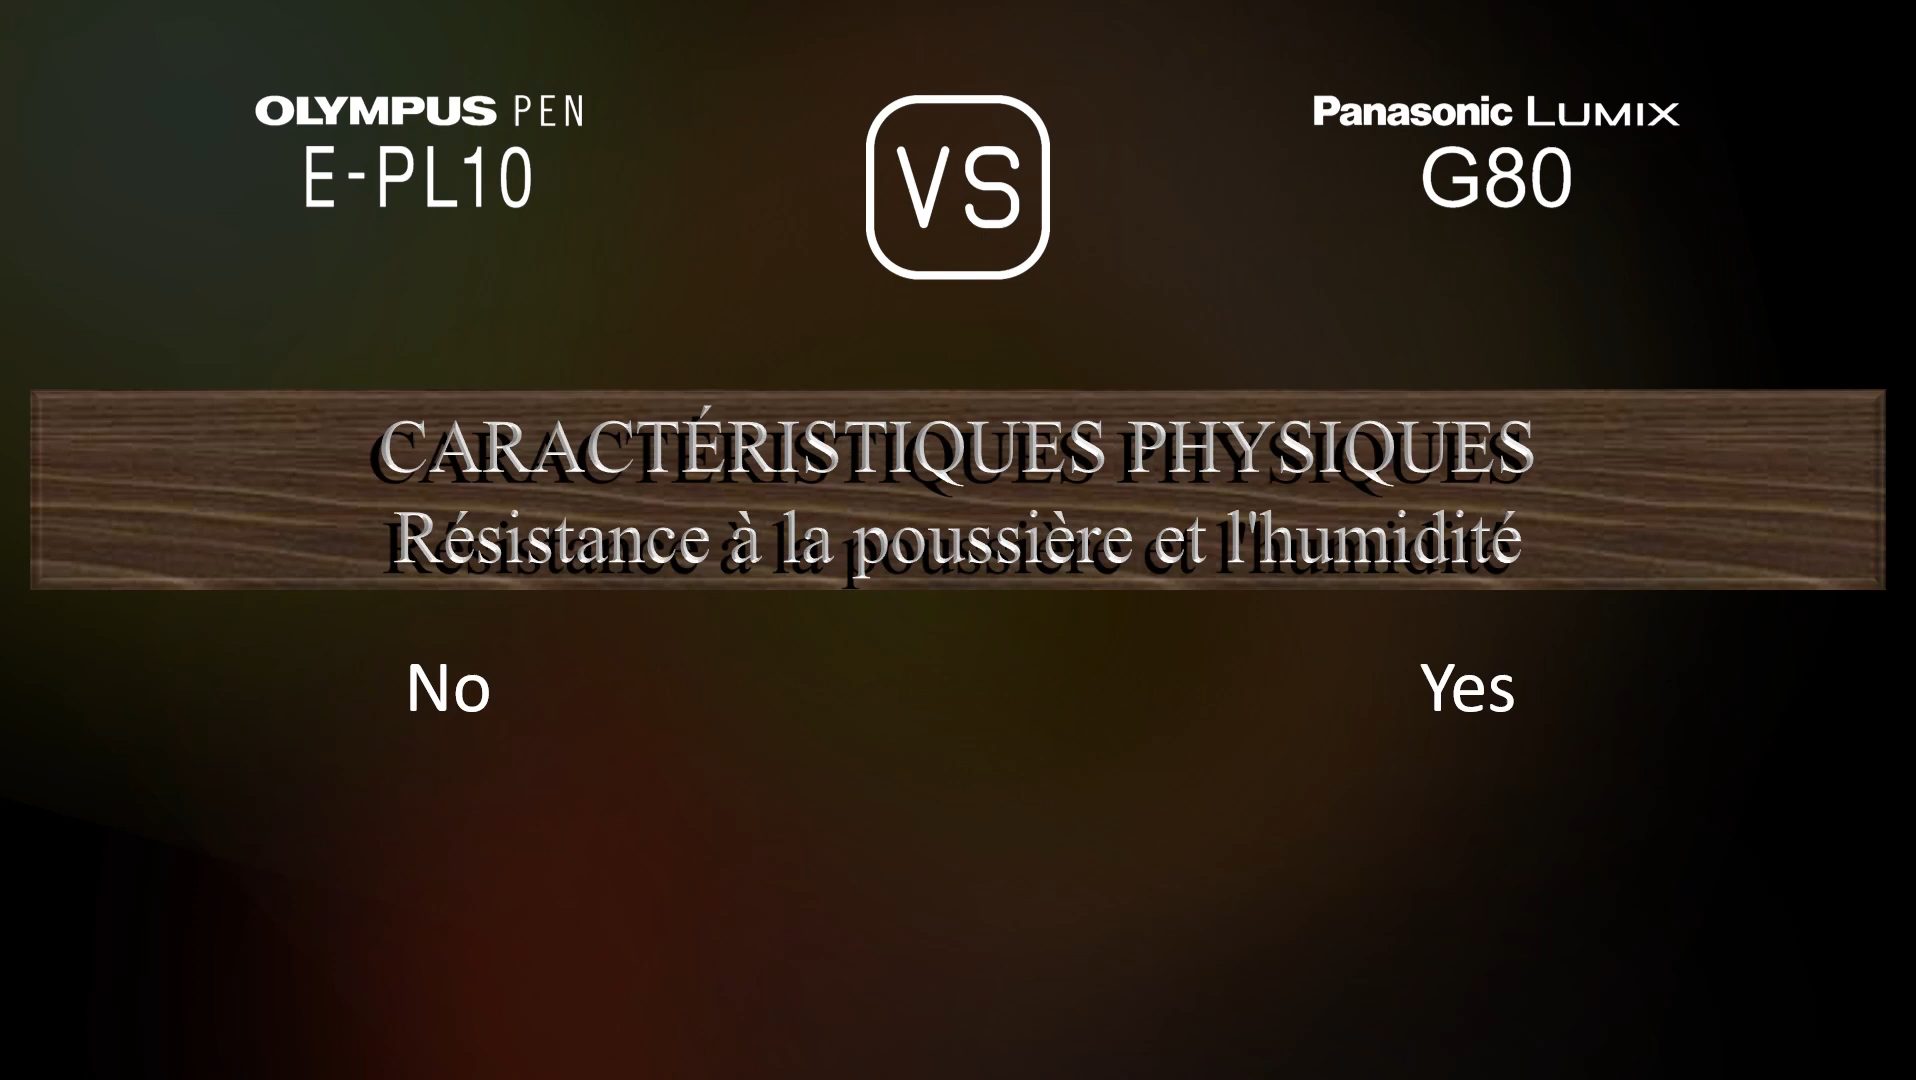 OLYMPUS PEN
E-PL10
VS
Panasonic LUMIX
G80
CARACTÉRISTIQUES PHYSIQUES
Résistance à la poussière et l'humidité
No
Yes